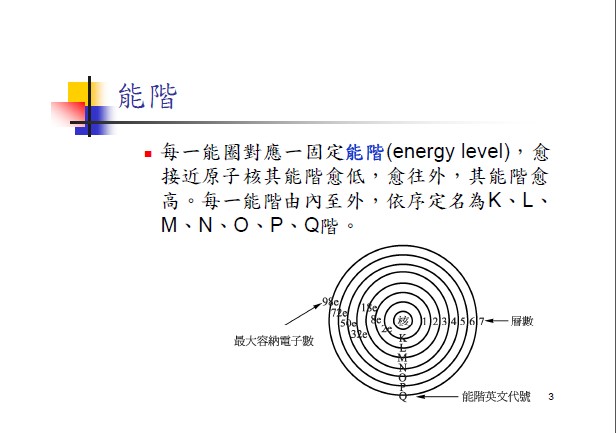 能階
每一能圈對應一固定能階(energy level)，愈
接近原子核其能階愈低，愈往外，其能階愈
高。每一能階由內至外，依序定名為K、L、
M、N、O、P、Q階。
98e
72e
50e
32e
18e
8e
2e
核
1 2 3 4 5 6 7
層數
最大容納電子數
K
L
M
N
O
P
Q
能階英文代號
3